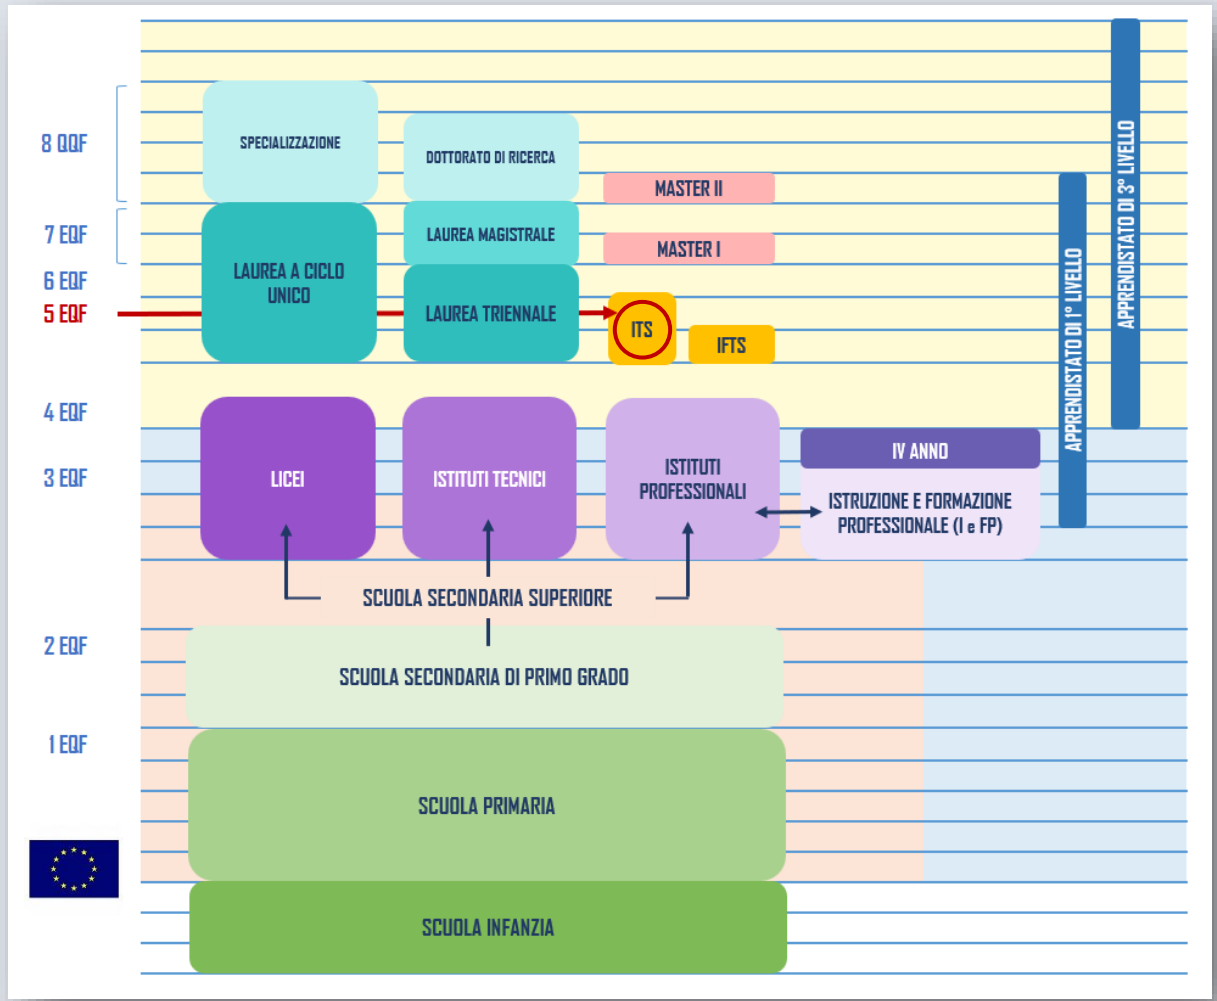 8 QQF
7 EQF
6 EQF
5 EQF
4 EQF
3 EQF
2 EQF
1 EQF
SPECIALIZZAZIONE
DOTTORATO DI RICERCA
MASTER II
LAUREA MAGISTRALE
MASTER I
LAUREA A CICLO
UNICO
LAUREA TRIENNALE
ITS
IFTS
APPRENDISTATO DI 1° LIVELLO
APPRENDISTATO DI 3° LIVELLO
LICEI
ISTITUTI TECNICI
ISTITUTI
PROFESSIONALI
IV ANNO
ISTRUZIONE E FORMAZIONE
PROFESSIONALE (I e FP)
SCUOLA SECONDARIA SUPERIORE
SCUOLA SECONDARIA DI PRIMO GRADO
SCUOLA PRIMARIA
SCUOLA INFANZIA